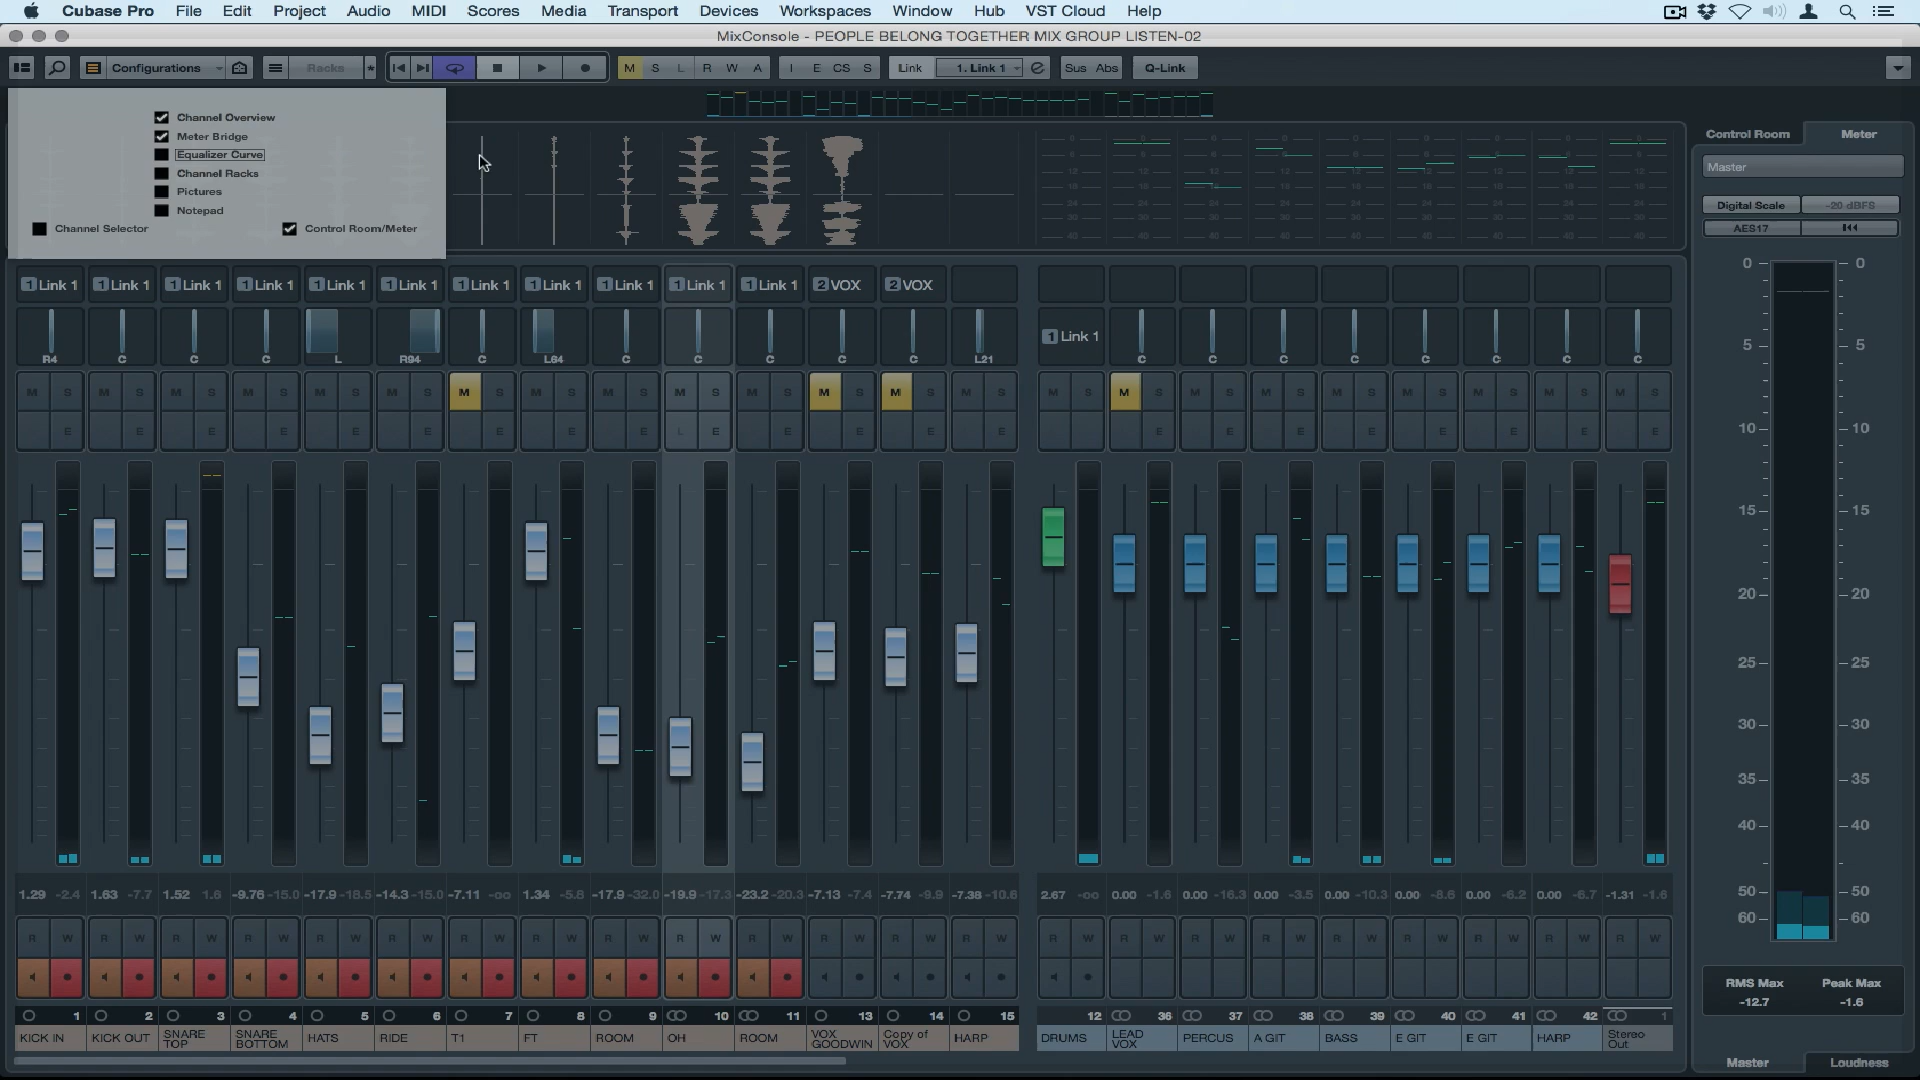 Cubase Pro File Edit Project Audio MIDI Scores Media Transport Devices Workspaces Window Hub VST Cloud Help
MixConsole - PEOPLE BELONG TOGETHER MIX GROUP LISTEN-02
Configurations Racks M S L R W A I E CS S Link 1. Link 1 Sus Abs Q-Link
Channel Overview
Meter Bridge
Equalizer Curve
Channel Racks
Pictures
Notepad
Channel Selector Control Room/Meter
Control Room Meter
Master
Digital Scale -20 dBFS
AES17
1 Link 1 1 Link 1 1 Link 1 1 Link 1 1 Link 1 1 Link 1 1 Link 1 1 Link 1 1 Link 1 1 Link 1 1 Link 1 2 VOX 2 VOX
1 Link 1
R4 C C C L R94 C L64 C C C C C L21 C C C C C C C C
M S M S M S M S M S M S M S M S M S M S M S M S M S M S M S M S M S M S M S M S M S M S M S
E E E E E E E E E E E E E E E E E E E E E E
0 0
5 5
10 10
15 15
20 20
25 25
30 30
35 35
40 40
50 50
60 60
1.29 -2.4 1.63 -7.7 1.52 1.6 -9.76 -15.0 -17.9 -18.5 -14.3 -15.0 -7.11 -oo 1.34 -5.8 -17.9 -32.0 -19.9 -17.3 -23.2 -20.3 -7.13 -7.4 -7.74 -9.9 -7.38 -10.6 2.67 -oo 0.00 -1.6 0.00 -16.3 0.00 -3.5 0.00 -10.3 0.00 -8.6 0.00 -6.2 0.00 -6.7 -1.31 -1.6
R W R W R W R W R W R W R W R W R W R W R W R W R W R W R W R W R W R W R W R W R W R W R W
RMS Max Peak Max
-12.7 -1.6
1 2 3 4 5 6 7 8 9 10 11 13 14 15 12 36 37 38 39 40 41 42 1
KICK IN KICK OUT SNARE TOP SNARE BOTTOM HATS RIDE T1 FT ROOM OH ROOM VOX GOODWIN Copy of VOX HARP DRUMS LEAD VOX PERCUS A GIT BASS E GIT E GIT HARP Stereo Out
Master Loudness